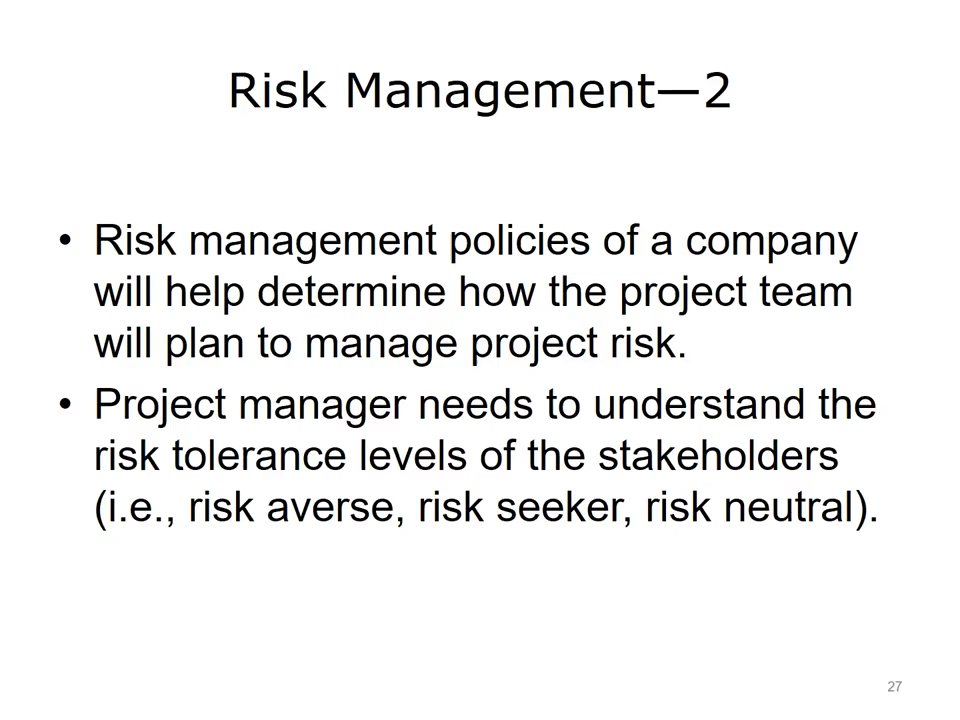 Risk Management—2
• Risk management policies of a company
will help determine how the project team
will plan to manage project risk.
• Project manager needs to understand the
risk tolerance levels of the stakeholders
(i.e., risk averse, risk seeker, risk neutral).
27